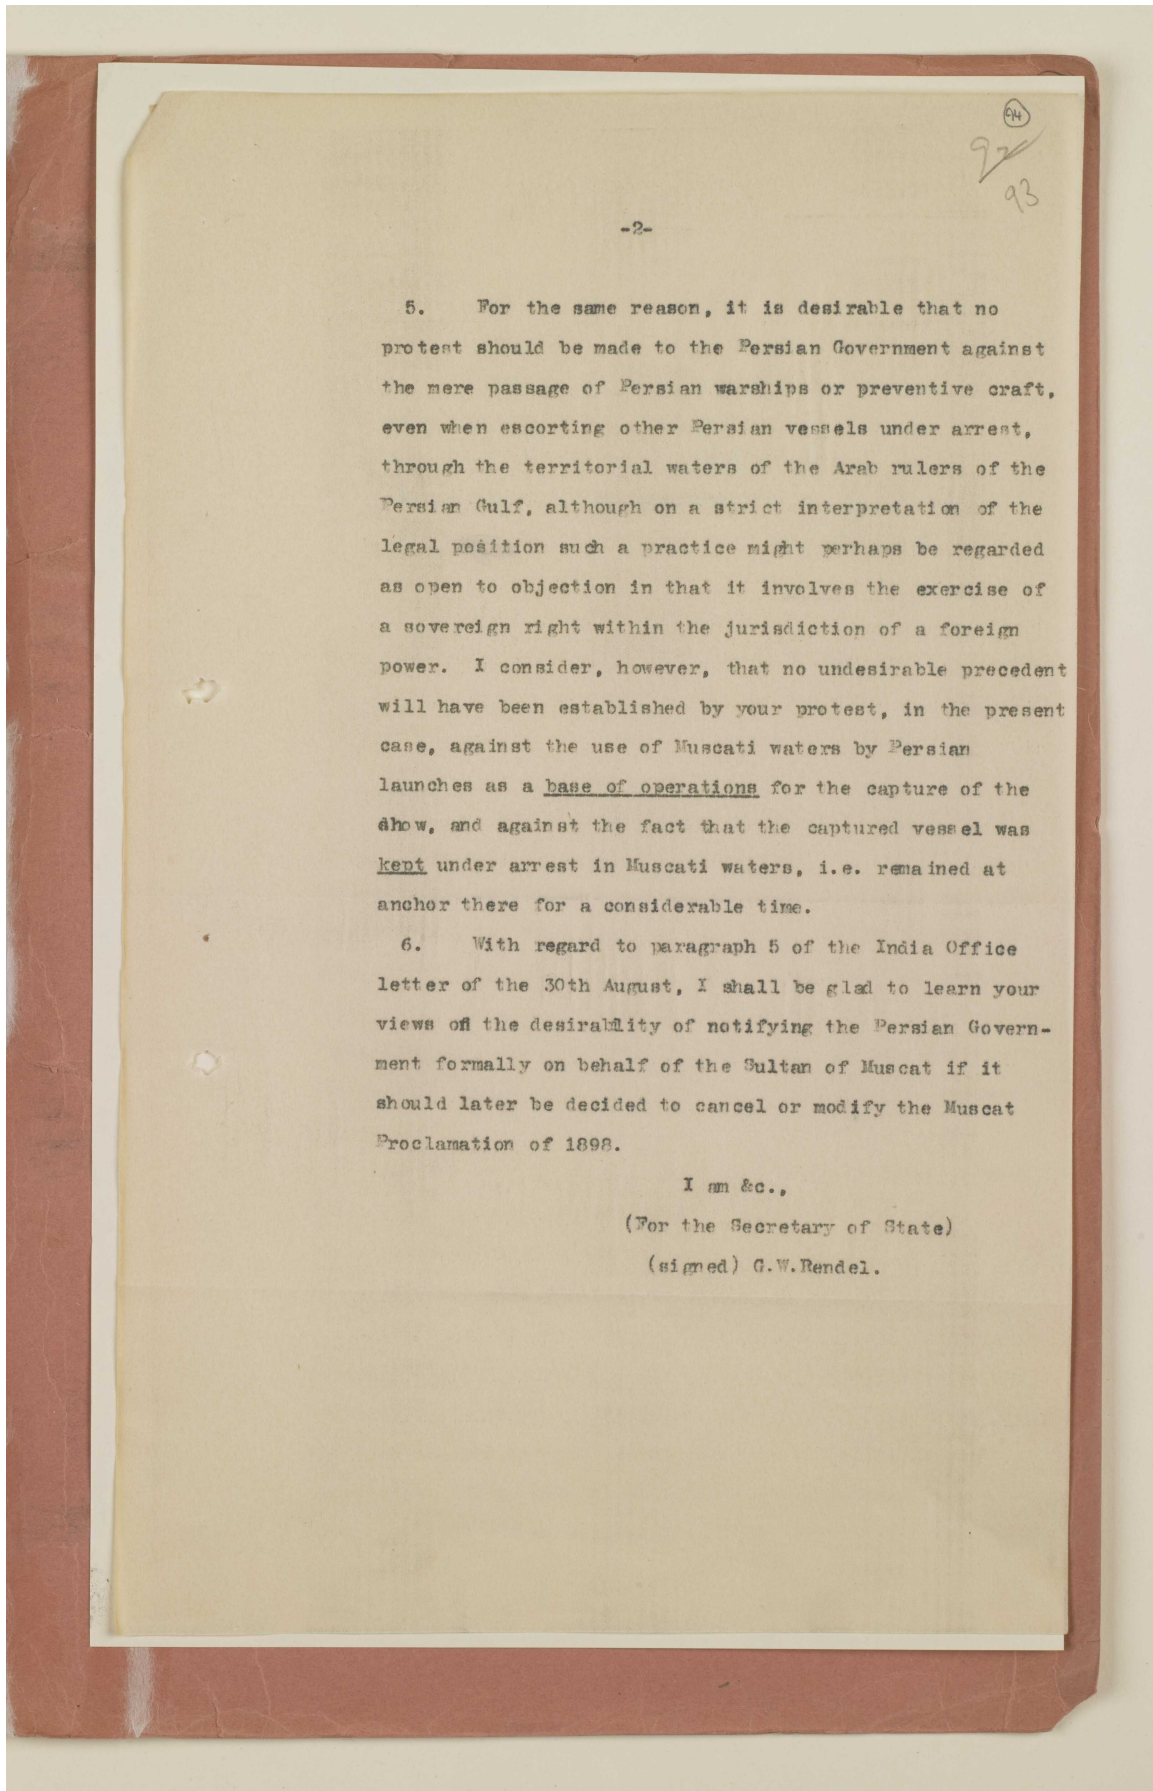 94
92
93
-2-
5. For the same reason, it is desirable that no
protest should be made to the Persian Government against
the mere passage of Persian warships or preventive craft,
even when escorting other Persian vessels under arrest,
through the territorial waters of the Arab rulers of the
Persian Gulf, although on a strict interpretation of the
legal position such a practice might perhaps be regarded
as open to objection in that it involves the exercise of
a sovereign right within the jurisdiction of a foreign
power. I consider, however, that no undesirable precedent
will have been established by your protest, in the present
case, against the use of Muscati waters by Persian
launches as a base of operations for the capture of the
dhow, and against the fact that the captured vessel was
kept under arrest in Muscati waters, i.e. remained at
anchor there for a considerable time.
6. With regard to paragraph 5 of the India Office
letter of the 30th August, I shall be glad to learn your
views on the desirability of notifying the Persian Govern-
ment formally on behalf of the Sultan of Muscat if it
should later be decided to cancel or modify the Muscat
Proclamation of 1898.
I am &c.,
(For the Secretary of State)
(signed) G.W.Rendel.